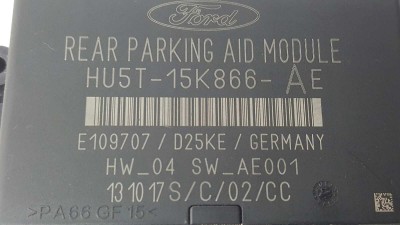 Ford
REAR PARKING AID MODULE
HU5T-15K866-AE
E109707 / D25KE / GERMANY
HW_04 SW_AE001
131017S/C/02/CC
>PA66 GF15<